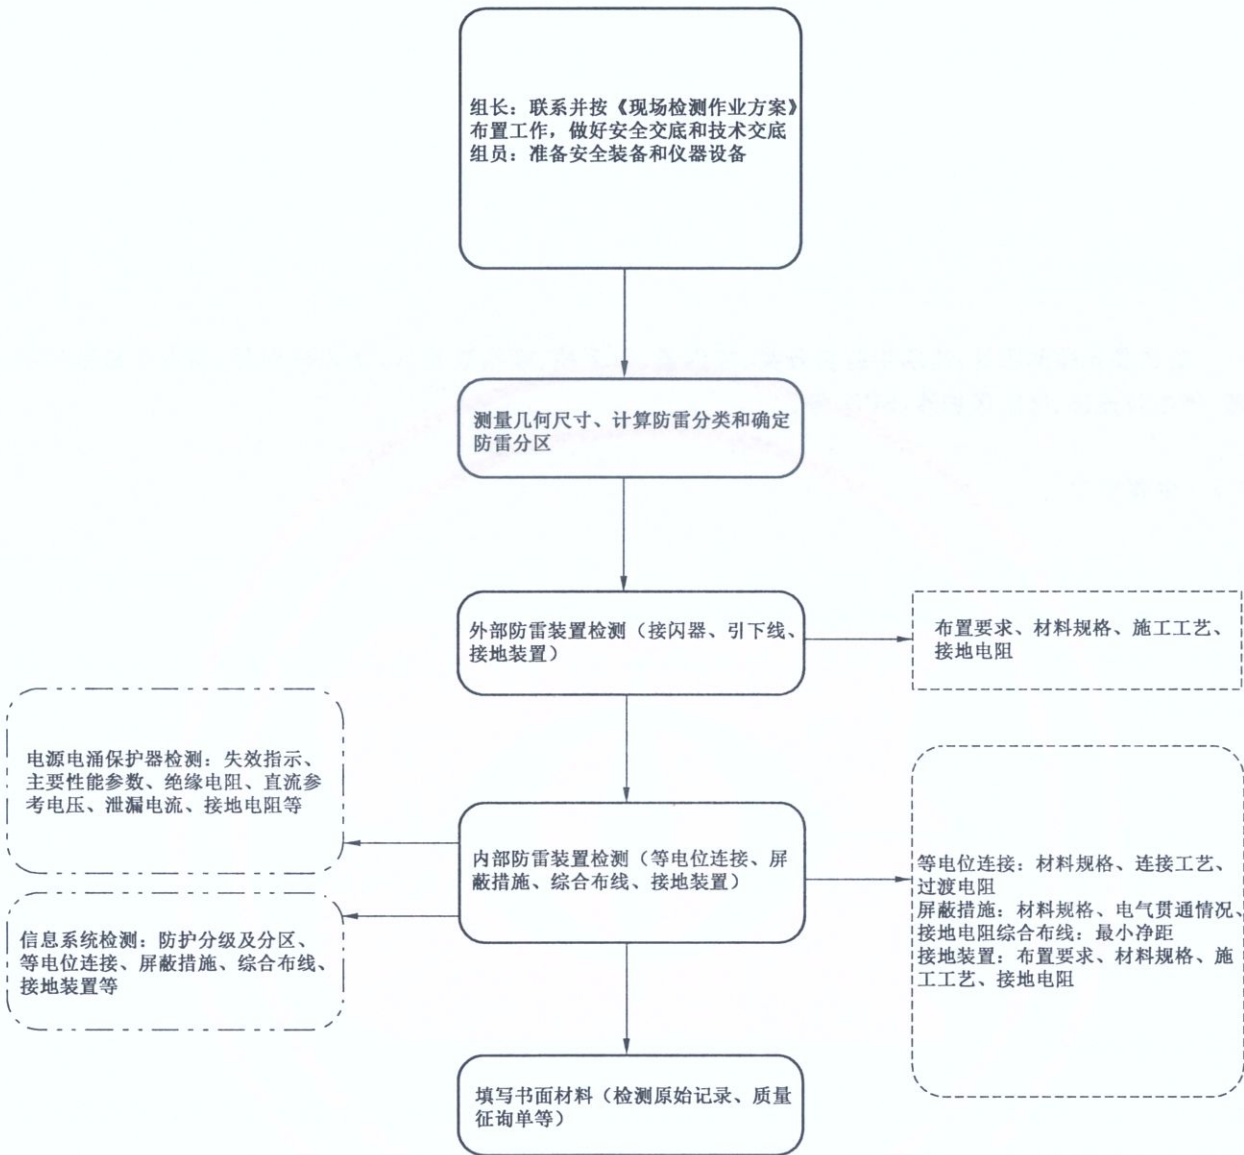 组长：联系并按《现场检测作业方案》
布置工作，做好安全交底和技术交底
组员：准备安全装备和仪器设备
测量几何尺寸、计算防雷分类和确定
防雷分区
外部防雷装置检测（接闪器、引下线、
接地装置）
布置要求、材料规格、施工工艺、
接地电阻
电源电涌保护器检测：失效指示、
主要性能参数、绝缘电阻、直流参
考电压、泄漏电流、接地电阻等
内部防雷装置检测（等电位连接、屏
蔽措施、综合布线、接地装置）
等电位连接：材料规格、连接工艺、
过渡电阻
屏蔽措施：材料规格、电气贯通情况、
接地电阻综合布线：最小净距
接地装置：布置要求、材料规格、施
工工艺、接地电阻
信息系统检测：防护分级及分区、
等电位连接、屏蔽措施、综合布线、
接地装置等
填写书面材料（检测原始记录、质量
征询单等）